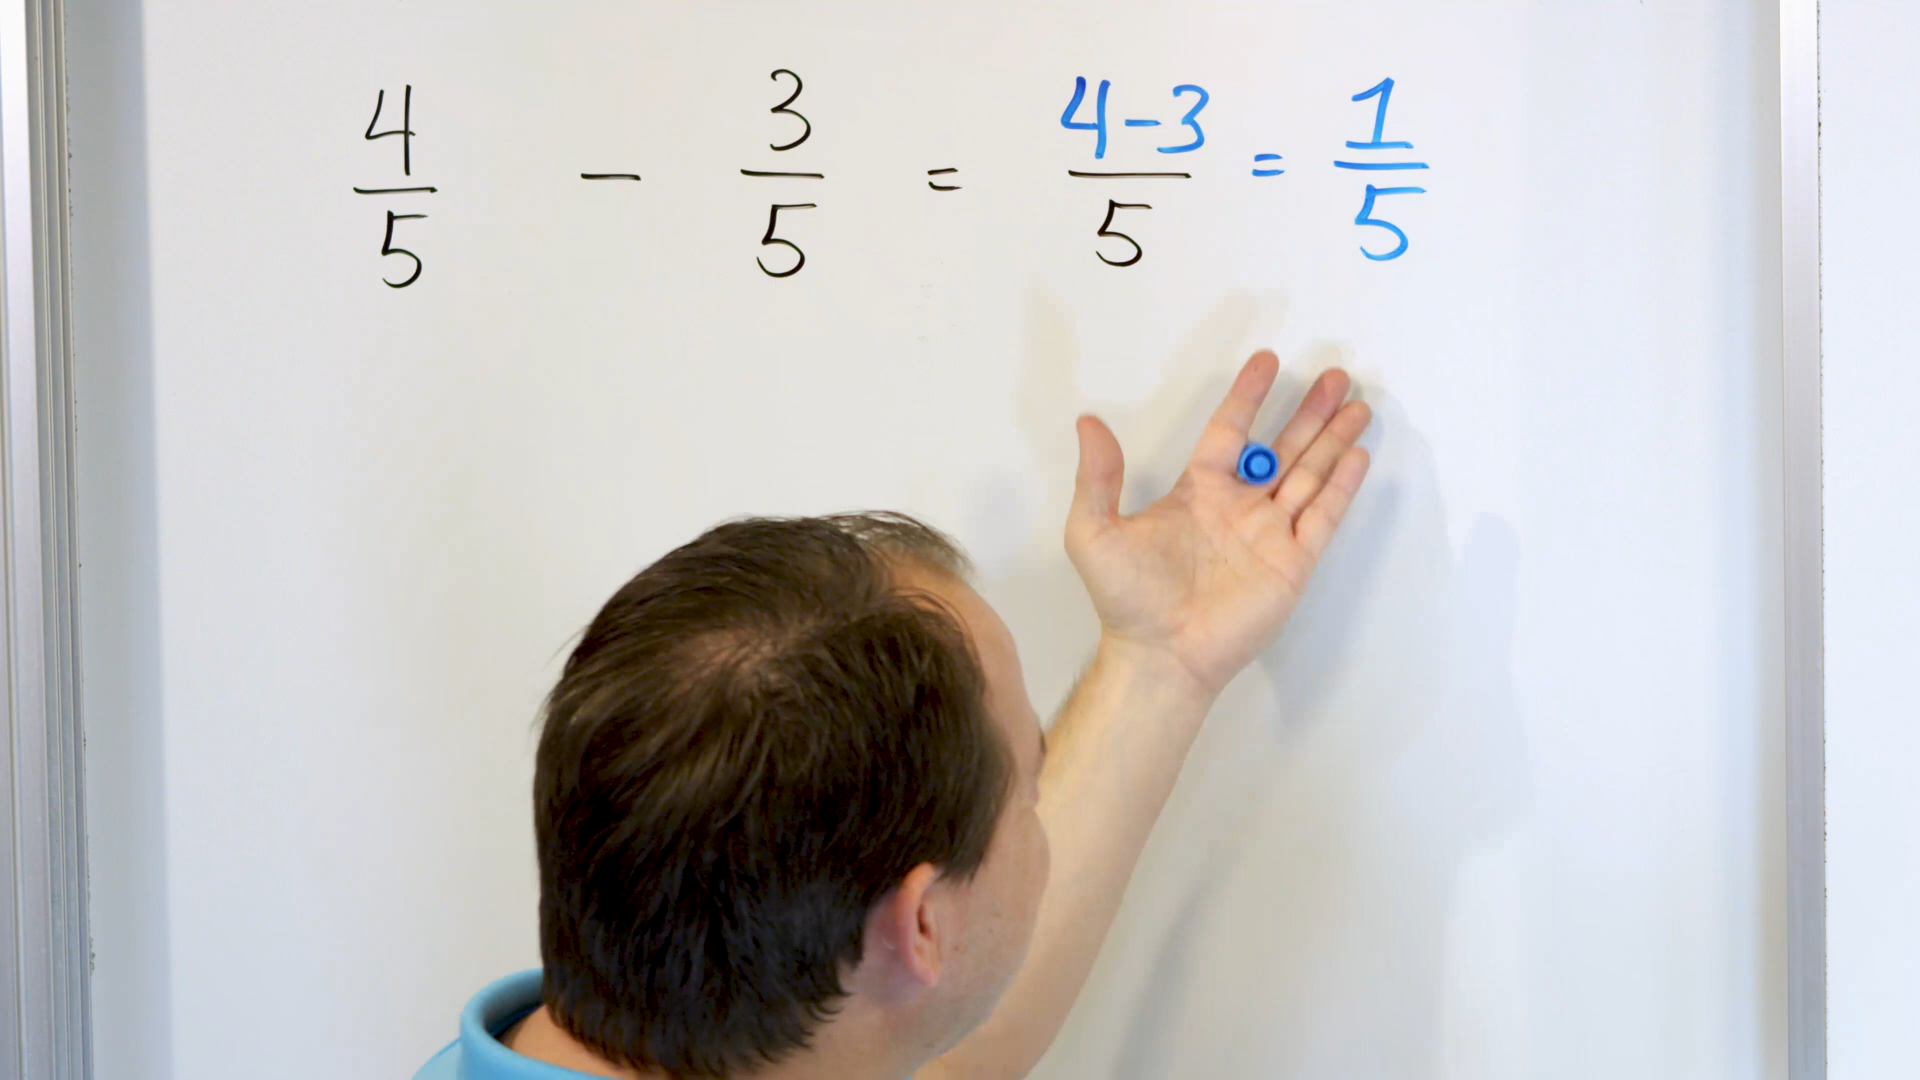 4/5 - 3/5 = 4-3/5 = 1/5